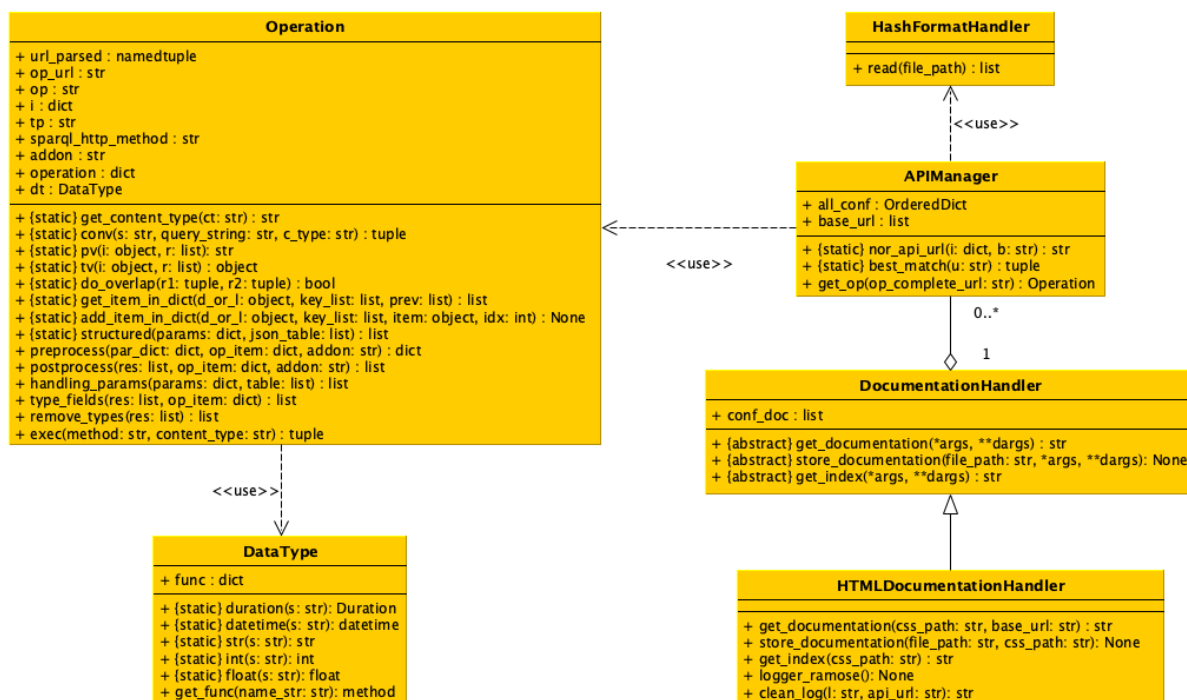 Operation
+ url_parsed : namedtuple
+ op_url : str
+ op : str
+ i : dict
+ tp : str
+ sparql_http_method : str
+ addon : str
+ operation : dict
+ dt : DataType
+ {static} get_content_type(ct: str) : str
+ {static} conv(s: str, query_string: str, c_type: str) : tuple
+ {static} pv(i: object, r: list): str
+ {static} tv(i: object, r: list) : object
+ {static} do_overlap(r1: tuple, r2: tuple) : bool
+ {static} get_item_in_dict(d_or_l: object, key_list: list, prev: list) : list
+ {static} add_item_in_dict(d_or_l: object, key_list: list, item: object, idx: int) : None
+ {static} structured(params: dict, json_table: list) : list
+ preprocess(par_dict: dict, op_item: dict, addon: str) : dict
+ postprocess(res: list, op_item: dict, addon: str) : list
+ handling_params(params: dict, table: list) : list
+ type_fields(res: list, op_item: dict) : list
+ remove_types(res: list) : list
+ exec(method: str, content_type: str) : tuple
<<use>>
DataType
+ func : dict
+ {static} duration(s: str): Duration
+ {static} datetime(s: str): datetime
+ {static} str(s: str): str
+ {static} int(s: str): int
+ {static} float(s: str): float
+ get_func(name_str: str): method
HashFormatHandler
+ read(file_path) : list
<<use>>
APIManager
+ all_conf : OrderedDict
+ base_url : list
+ {static} nor_api_url(i: dict, b: str) : str
+ {static} best_match(u: str) : tuple
+ get_op(op_complete_url: str) : Operation
<<use>>
0..*
1
DocumentationHandler
+ conf_doc : list
+ {abstract} get_documentation(*args, **dargs) : str
+ {abstract} store_documentation(file_path: str, *args, **dargs): None
+ {abstract} get_index(*args, **dargs) : str
HTMLDocumentationHandler
+ get_documentation(css_path: str, base_url: str) : str
+ store_documentation(file_path: str, css_path: str): None
+ get_index(css_path: str) : str
+ logger_ramose(): None
+ clean_log(l: str, api_url: str): str